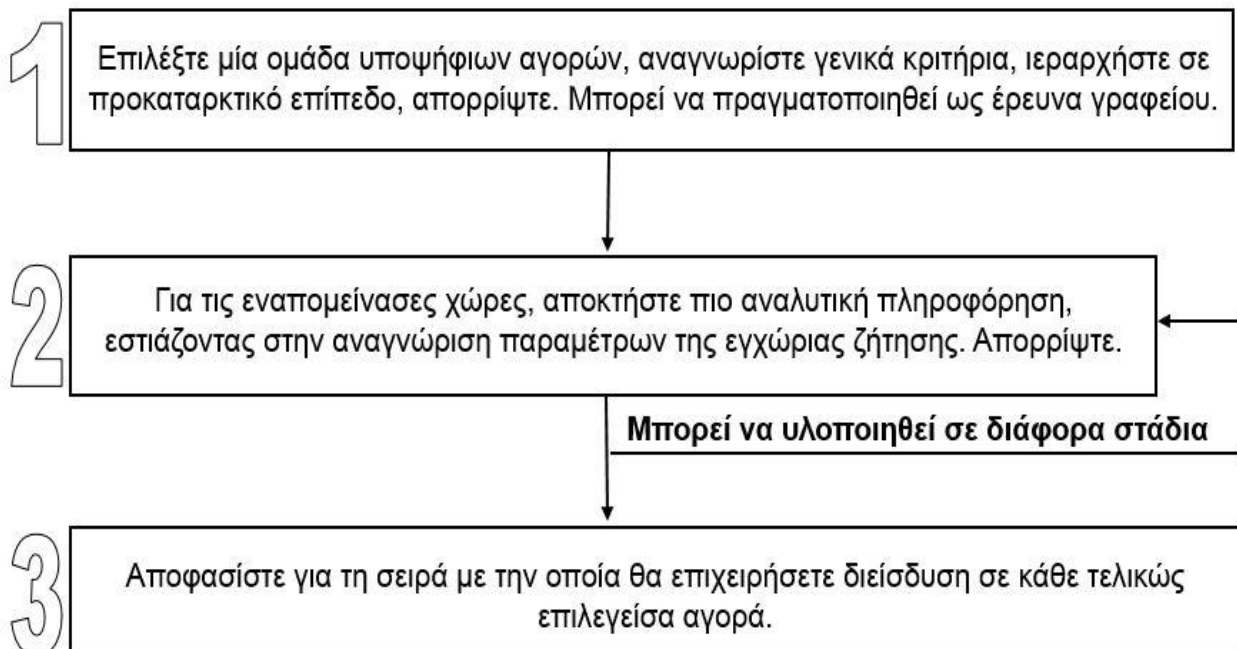 1
Επιλέξτε μία ομάδα υποψήφιων αγορών, αναγνωρίστε γενικά κριτήρια, ιεραρχήστε σε
προκαταρκτικό επίπεδο, απορρίψτε. Μπορεί να πραγματοποιηθεί ως έρευνα γραφείου.
2
Για τις εναπομείνασες χώρες, αποκτήστε πιο αναλυτική πληροφόρηση,
εστιάζοντας στην αναγνώριση παραμέτρων της εγχώριας ζήτησης. Απορρίψτε.
Μπορεί να υλοποιηθεί σε διάφορα στάδια
3
Αποφασίστε για τη σειρά με την οποία θα επιχειρήσετε διείσδυση σε κάθε τελικώς
επιλεγείσα αγορά.